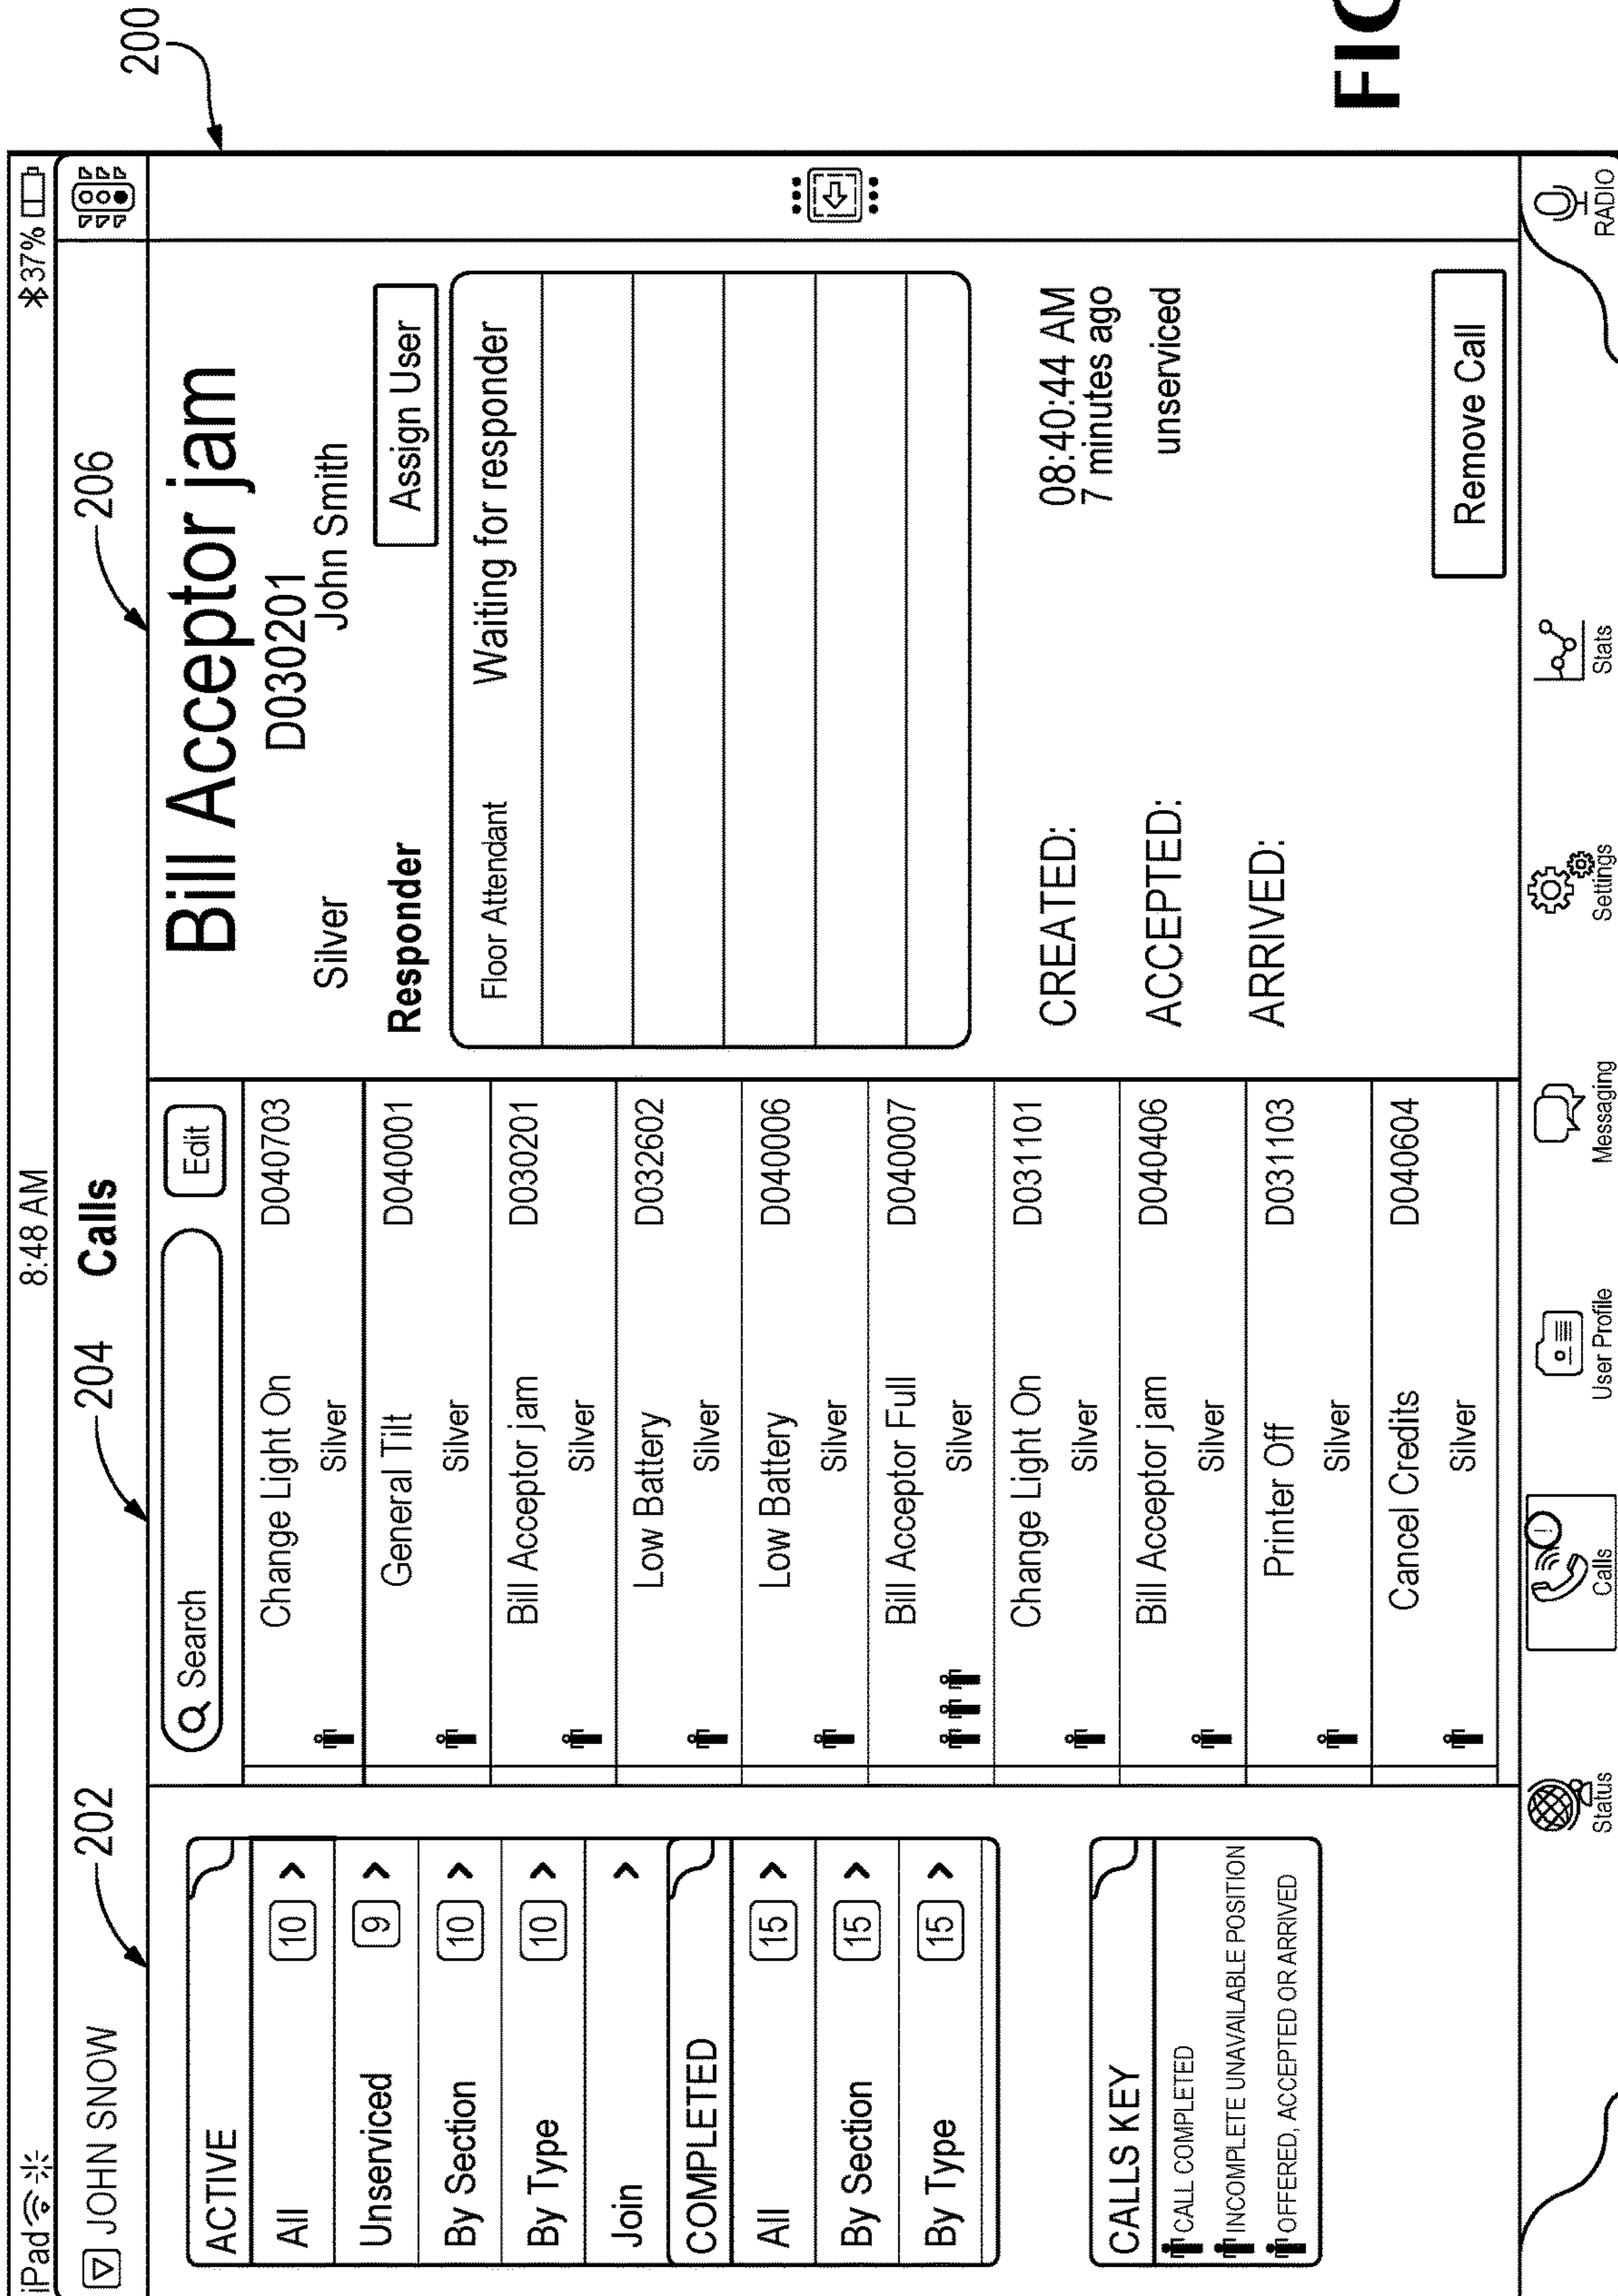 iPad 8:48 AM 37%
JOHN SNOW 202 204 Calls 206 200
ACTIVE
All 10 >
Unserviced 9 >
By Section 10 >
By Type 10 >
Join >
COMPLETED
All 15 >
By Section 15 >
By Type 15 >
CALLS KEY
CALL COMPLETED
INCOMPLETE UNAVAILABLE POSITION
OFFERED, ACCEPTED OR ARRIVED
Search Edit
Change Light On D040703
Silver
General Tilt D040001
Silver
Bill Acceptor jam D030201
Silver
Low Battery D032602
Silver
Low Battery D040006
Silver
Bill Acceptor Full D040007
Silver
Change Light On D031101
Silver
Bill Acceptor jam D040406
Silver
Printer Off D031103
Silver
Cancel Credits D040604
Silver
Bill Acceptor jam
D030201
Silver John Smith
Responder Assign User
Floor Attendant Waiting for responder
CREATED: 08:40:44 AM
7 minutes ago
ACCEPTED: unserviced
ARRIVED:
Remove Call
Status Calls User Profile Messaging Settings Stats RADIO